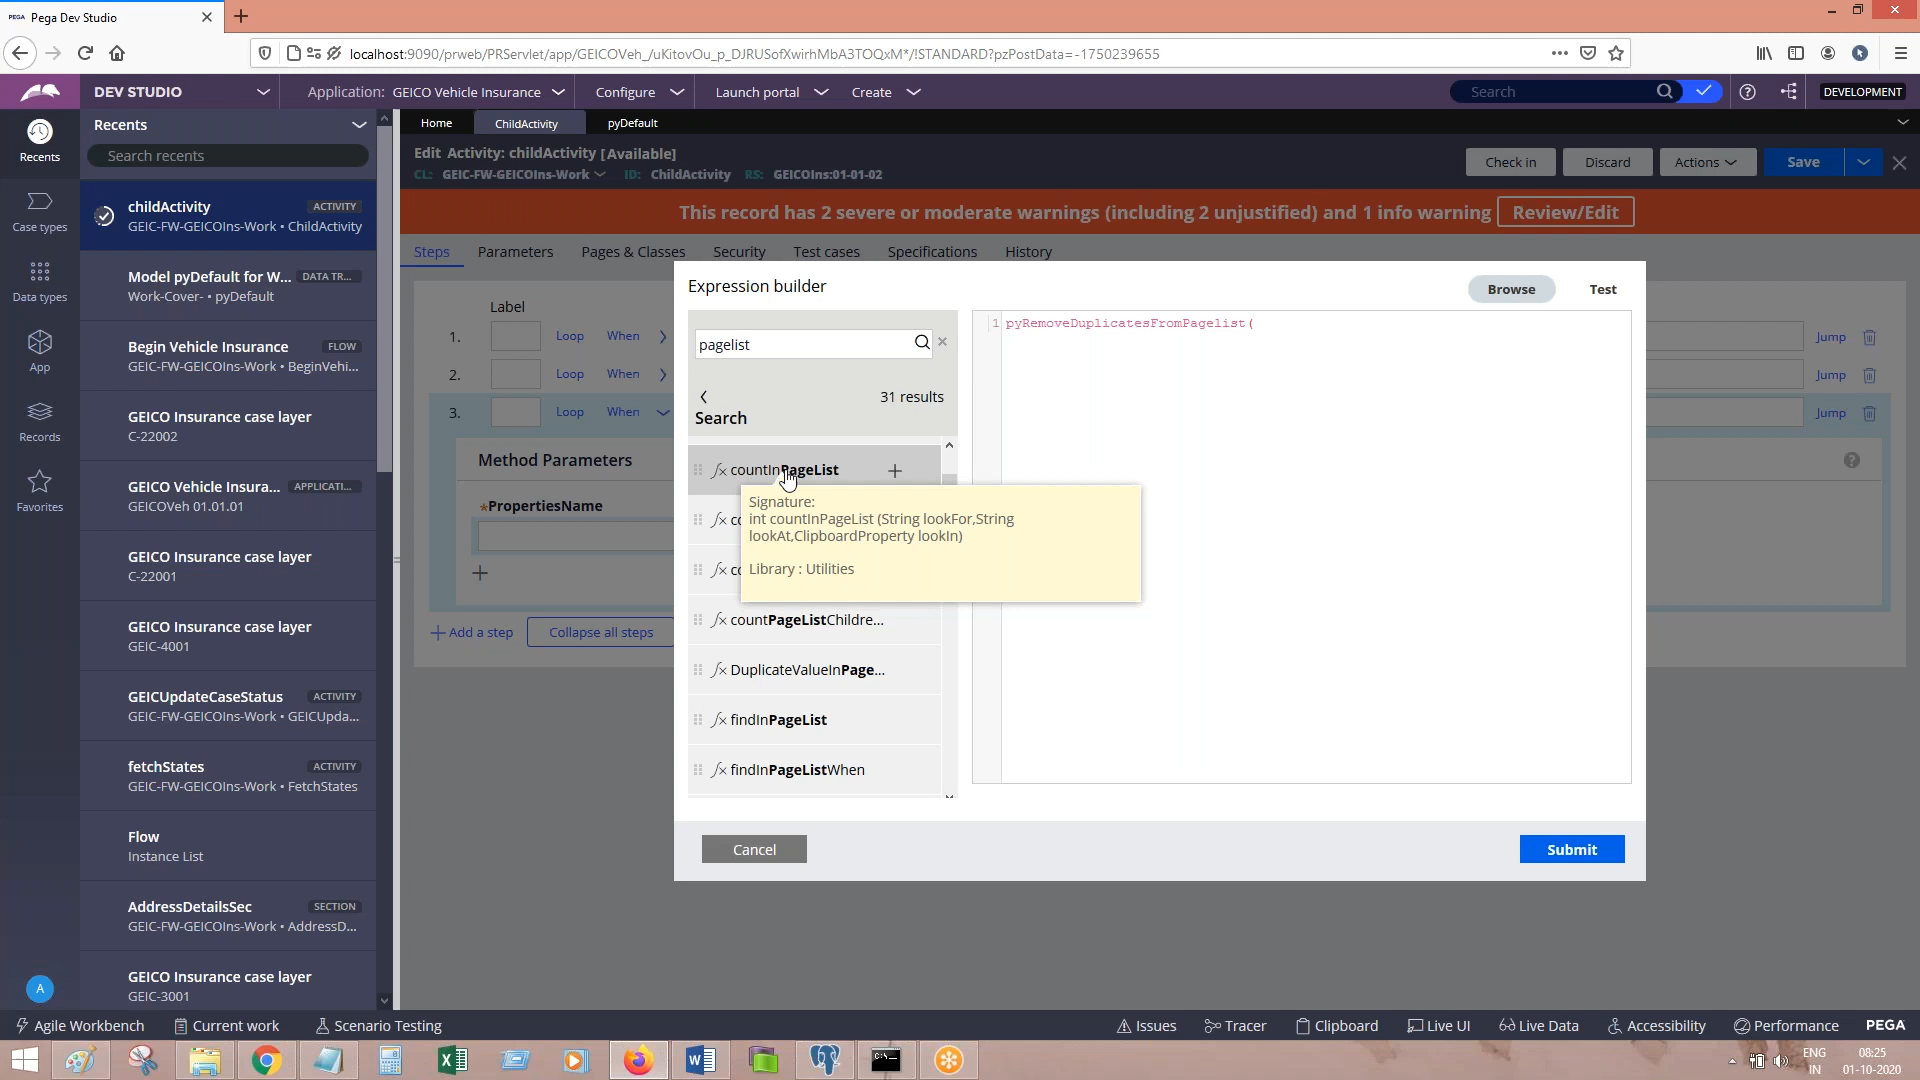 PEGA Pega Dev Studio
localhost:9090/prweb/PRServlet/app/GEICOVeh_/uKitovOu_p_DJRUSofXwirhMbA3TOQxM*/!STANDARD?pzPostData=-1750239655
DEV STUDIO
Application: GEICO Vehicle Insurance
Configure
Launch portal
Create
Search
DEVELOPMENT
Recents
Case types
Data types
App
Records
Favorites
A
Recents
Search recents
childActivity ACTIVITY
GEIC-FW-GEICOIns-Work • ChildActivity
Model pyDefault for W... DATA TR...
Work-Cover- • pyDefault
Begin Vehicle Insurance FLOW
GEIC-FW-GEICOIns-Work • BeginVehi...
GEICO Insurance case layer
C-22002
GEICO Vehicle Insura... APPLICATI...
GEICOVeh 01.01.01
GEICO Insurance case layer
C-22001
GEICO Insurance case layer
GEIC-4001
GEICUpdateCaseStatus ACTIVITY
GEIC-FW-GEICOIns-Work • GEICUpda...
fetchStates ACTIVITY
GEIC-FW-GEICOIns-Work • FetchStates
Flow
Instance List
AddressDetailsSec SECTION
GEIC-FW-GEICOIns-Work • AddressD...
GEICO Insurance case layer
GEIC-3001
Home ChildActivity pyDefault
Edit Activity: childActivity [Available]
CL: GEIC-FW-GEICOIns-Work ID: ChildActivity RS: GEICOIns:01-01-02
Check in Discard Actions Save
This record has 2 severe or moderate warnings (including 2 unjustified) and 1 info warning Review/Edit
Steps Parameters Pages & Classes Security Test cases Specifications History
Label
1. Loop When Jump
2. Loop When Jump
3. Loop When Jump
Method Parameters
*PropertiesName
+ Add a step Collapse all steps
Expression builder
Browse Test
pagelist
31 results
Search
countInPageList
co
co
countPageListChildre...
DuplicateValueInPage...
findInPageList
findInPageListWhen
Signature:
int countInPageList (String lookFor,String
lookAt,ClipboardProperty lookIn)
Library : Utilities
1 pyRemoveDuplicatesFromPagelist(
Cancel Submit
Agile Workbench Current work Scenario Testing Issues Tracer Clipboard Live UI Live Data Accessibility Performance PEGA
ENG 08:25
IN 01-10-2020